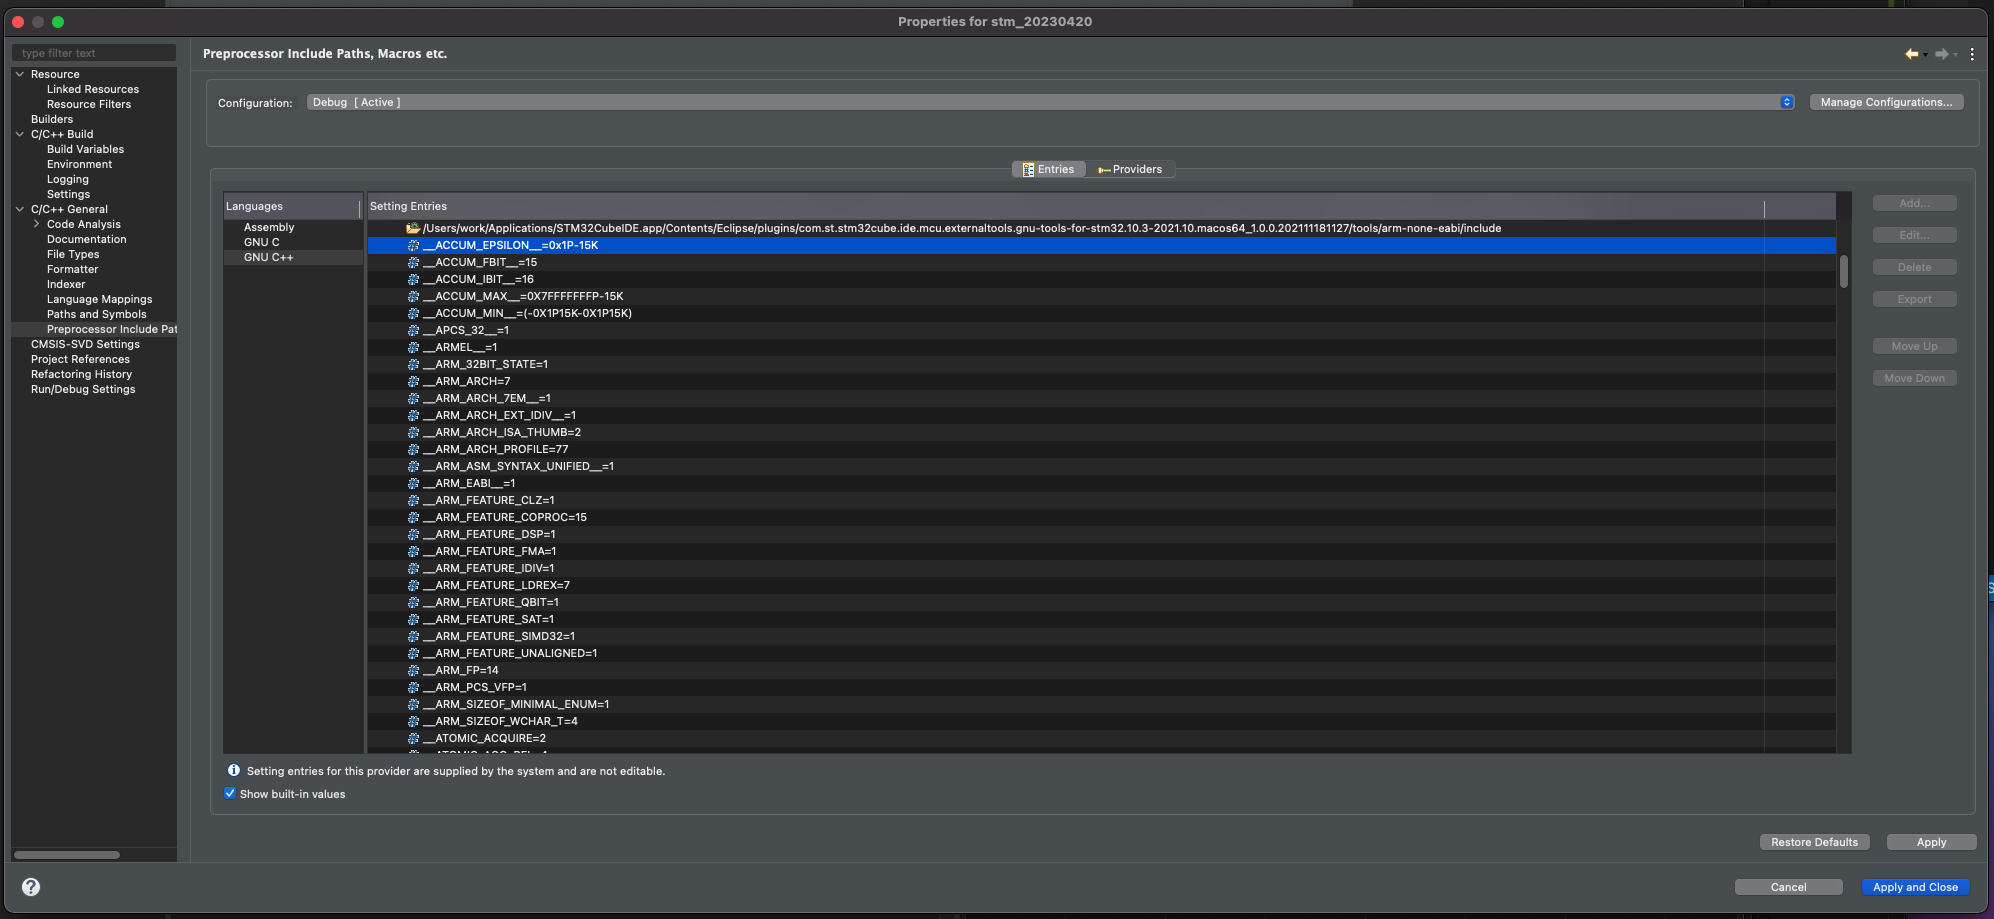 Properties for stm_20230420
type filter text
Resource
Linked Resources
Resource Filters
Builders
C/C++ Build
Build Variables
Environment
Logging
Settings
C/C++ General
Code Analysis
Documentation
File Types
Formatter
Indexer
Language Mappings
Paths and Symbols
Preprocessor Include Pat
CMSIS-SVD Settings
Project References
Refactoring History
Run/Debug Settings
Preprocessor Include Paths, Macros etc.
Configuration:
Debug [ Active ]
Manage Configurations...
Entries
Providers
Languages
Assembly
GNU C
GNU C++
Setting Entries
/Users/work/Applications/STM32CubeIDE.app/Contents/Eclipse/plugins/com.st.stm32cube.ide.mcu.externaltools.gnu-tools-for-stm32.10.3-2021.10.macos64_1.0.0.202111181127/tools/arm-none-eabi/include
__ACCUM_EPSILON__=0x1P-15K
__ACCUM_FBIT__=15
__ACCUM_IBIT__=16
__ACCUM_MAX__=0X7FFFFFFFP-15K
__ACCUM_MIN__=(-0X1P15K-0X1P15K)
__APCS_32__=1
__ARMEL__=1
__ARM_32BIT_STATE=1
__ARM_ARCH=7
__ARM_ARCH_7EM__=1
__ARM_ARCH_EXT_IDIV__=1
__ARM_ARCH_ISA_THUMB=2
__ARM_ARCH_PROFILE=77
__ARM_ASM_SYNTAX_UNIFIED__=1
__ARM_EABI__=1
__ARM_FEATURE_CLZ=1
__ARM_FEATURE_COPROC=15
__ARM_FEATURE_DSP=1
__ARM_FEATURE_FMA=1
__ARM_FEATURE_IDIV=1
__ARM_FEATURE_LDREX=7
__ARM_FEATURE_QBIT=1
__ARM_FEATURE_SAT=1
__ARM_FEATURE_SIMD32=1
__ARM_FEATURE_UNALIGNED=1
__ARM_FP=14
__ARM_PCS_VFP=1
__ARM_SIZEOF_MINIMAL_ENUM=1
__ARM_SIZEOF_WCHAR_T=4
__ATOMIC_ACQUIRE=2
Add...
Edit...
Delete
Export
Move Up
Move Down
Setting entries for this provider are supplied by the system and are not editable.
Show built-in values
Restore Defaults
Apply
Cancel
Apply and Close